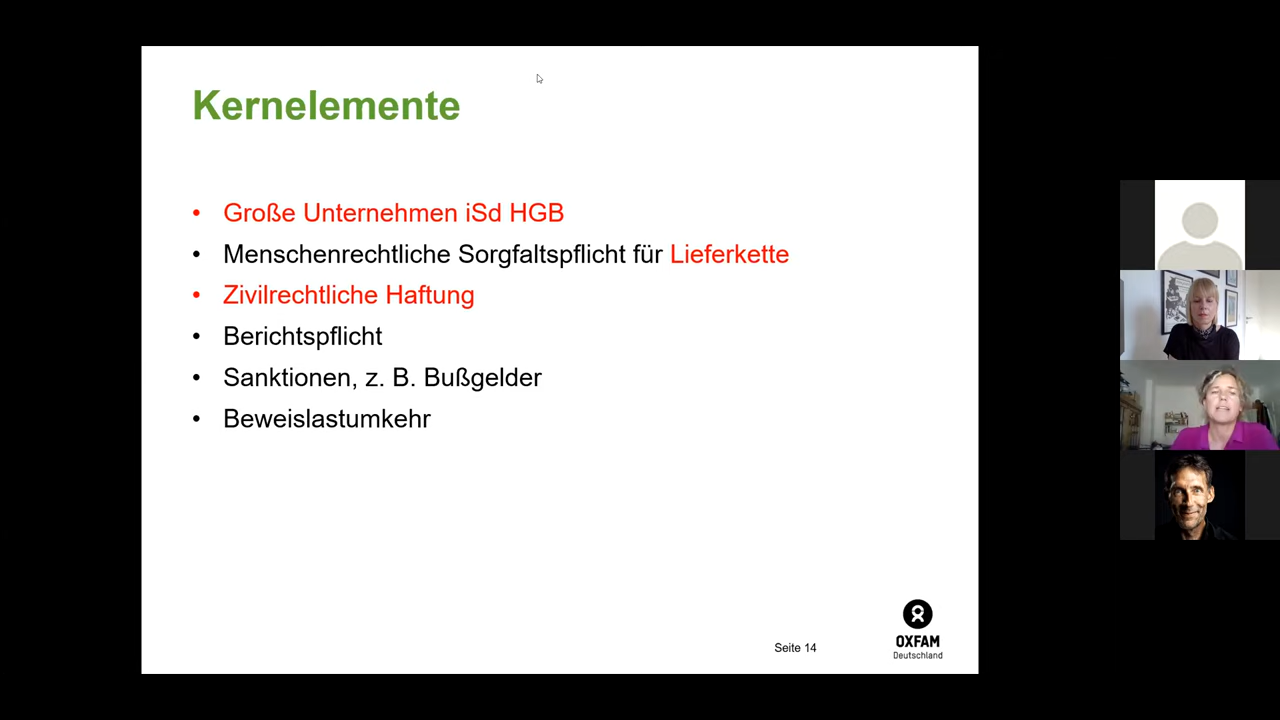 Kernelemente
• Große Unternehmen iSd HGB
• Menschenrechtliche Sorgfaltspflicht für Lieferkette
• Zivilrechtliche Haftung
• Berichtspflicht
• Sanktionen, z. B. Bußgelder
• Beweislastumkehr
Seite 14
OXFAM
Deutschland